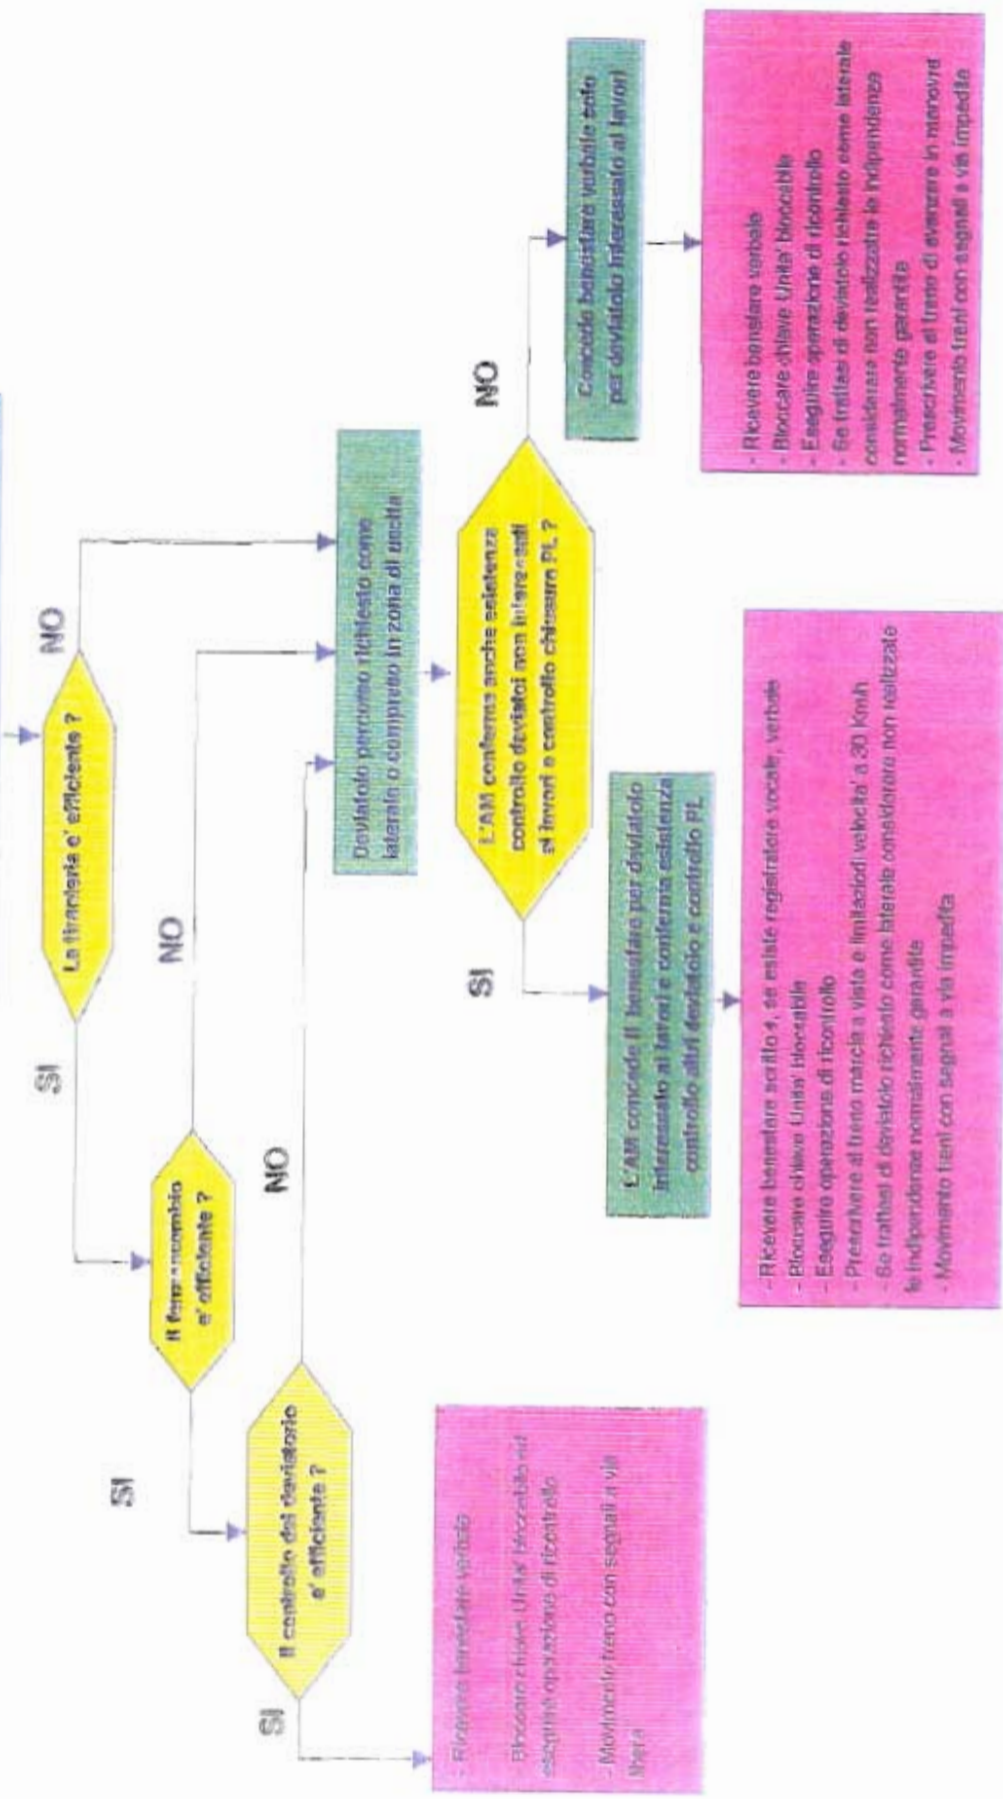 La tiranteria e' efficiente ?
NO
SI
Il fermascambio
e' efficiente ?
NO
SI
Il controllo del deviatoio
e' efficiente ?
NO
SI
- Ricevere benestare verbale
- Bloccare chiave Unita' bloccabile ed
eseguire operazione di ricontrollo
- Movimento treno con segnali a via
libera
Deviatoio percorso richiesto come
laterale o compreso in zona di uscita
L'AM conferma anche esistenza
controllo deviatoi non interessati
ai lavori e controllo chiusura PL ?
SI
NO
L'AM concede il benestare per deviatoio
interessato ai lavori e conferma esistenza
controllo altri deviatoio e controllo PL
- Ricevere benestare scritto e, se esiste registratore vocale, verbale
- Bloccare chiave Unita' bloccabile
- Eseguire operazione di ricontrollo
- Prescrivere al treno marcia a vista e limitazioni velocita' a 30 Km/h
- Se trattasi di deviatoio richiesto come laterale considerare non realizzate
le indipendenze normalmente garantite
- Movimento treni con segnali a via impedita
Concede benestare verbale solo
per deviatoio interessato ai lavori
- Ricevere benestare verbale
- Bloccare chiave Unita' bloccabile
- Eseguire operazione di ricontrollo
- Se trattasi di deviatoio richiesto come laterale
considerare non realizzatre le indipendenze
normalmente garantite
- Prescrivere al treno di avanzare in manovra
- Movimento treni con segnali a via impedita